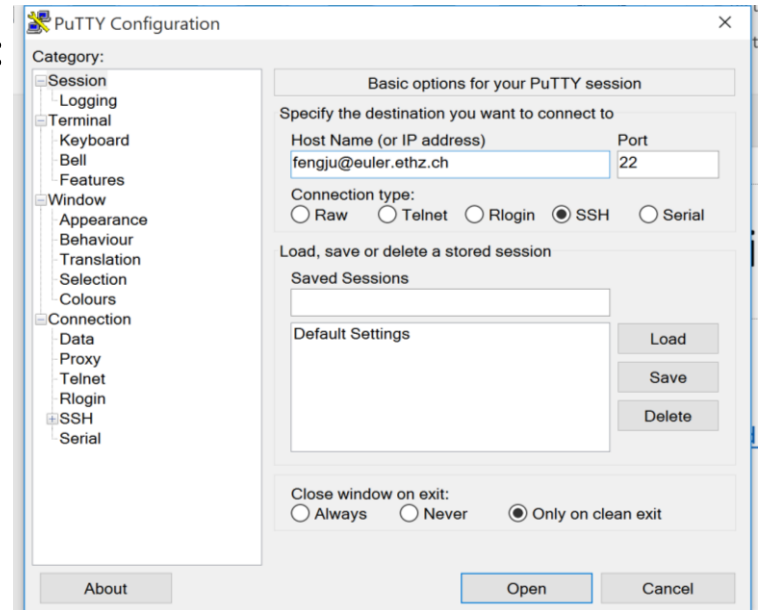 PuTTY Configuration
Category:
Session
Logging
Terminal
Keyboard
Bell
Features
Window
Appearance
Behaviour
Translation
Selection
Colours
Connection
Data
Proxy
Telnet
Rlogin
SSH
Serial
Basic options for your PuTTY session
Specify the destination you want to connect to
Host Name (or IP address) Port
fengju@euler.ethz.ch 22
Connection type:
Raw Telnet Rlogin SSH Serial
Load, save or delete a stored session
Saved Sessions
Default Settings
Load
Save
Delete
Close window on exit:
Always Never Only on clean exit
About Open Cancel